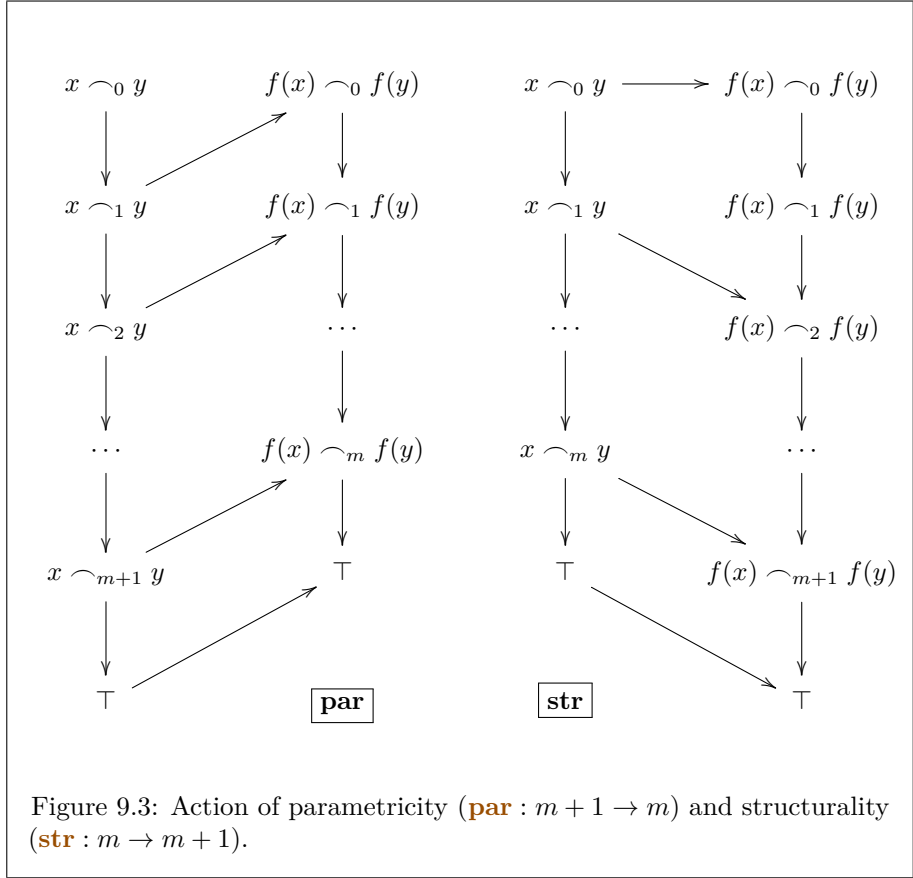 x ⌢₀ y f(x) ⌢₀ f(y) x ⌢₀ y f(x) ⌢₀ f(y)
x ⌢₁ y f(x) ⌢₁ f(y) x ⌢₁ y f(x) ⌢₁ f(y)
x ⌢₂ y ⋯ ⋯ f(x) ⌢₂ f(y)
⋯ f(x) ⌢ₘ f(y) x ⌢ₘ y ⋯
x ⌢ₘ₊₁ y ⊤ ⊤ f(x) ⌢ₘ₊₁ f(y)
⊤ par str ⊤
Figure 9.3: Action of parametricity (par : m + 1 → m) and structurality
(str : m → m + 1).